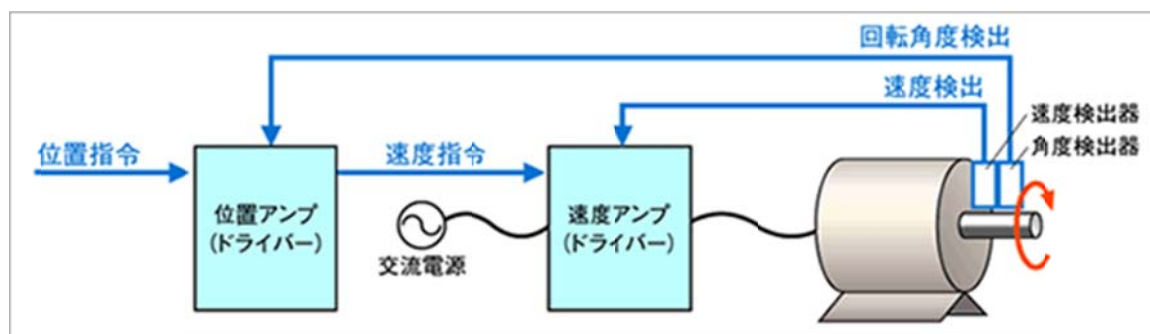 回転角度検出
速度検出
速度検出器
角度検出器
位置指令
速度指令
位置アンプ
(ドライバー)
交流電源
速度アンプ
(ドライバー)